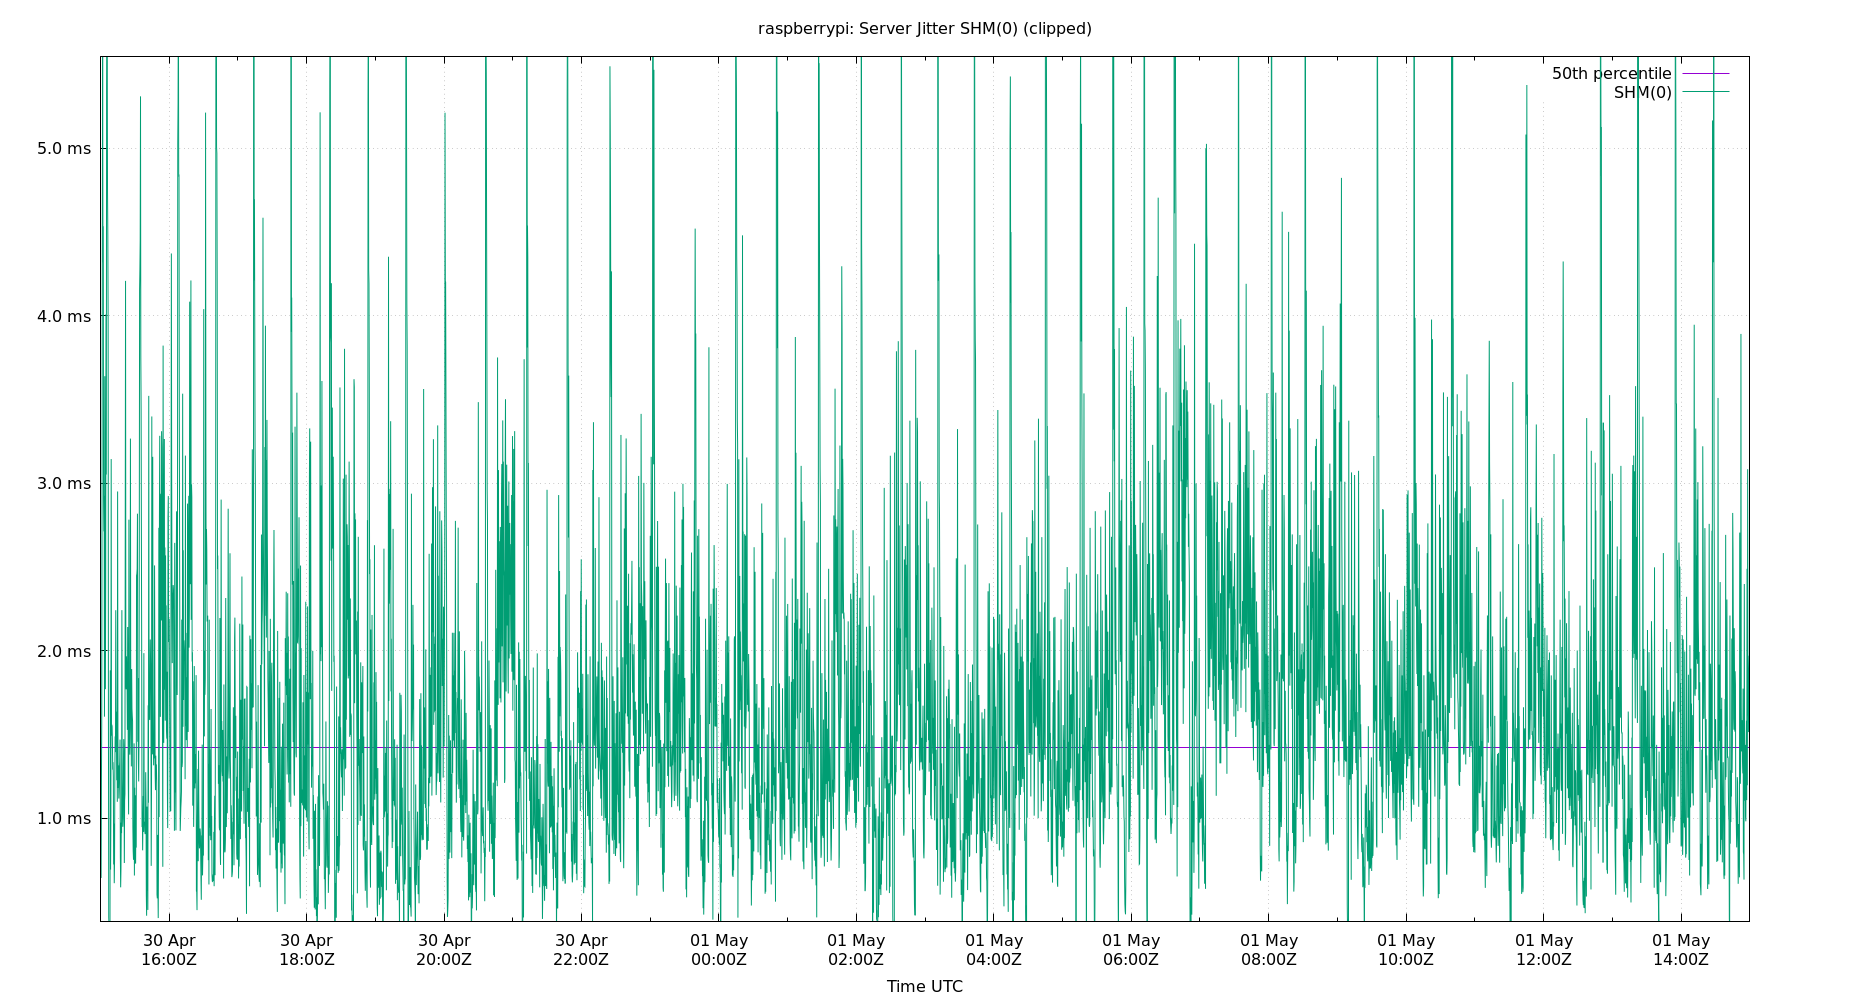 raspberrypi: Server Jitter SHM(0) (clipped)
50th percentile
SHM(0)
5.0 ms
4.0 ms
3.0 ms
2.0 ms
1.0 ms
30 Apr 30 Apr 30 Apr 30 Apr 01 May 01 May 01 May 01 May 01 May 01 May 01 May 01 May
16:00Z 18:00Z 20:00Z 22:00Z 00:00Z 02:00Z 04:00Z 06:00Z 08:00Z 10:00Z 12:00Z 14:00Z
Time UTC